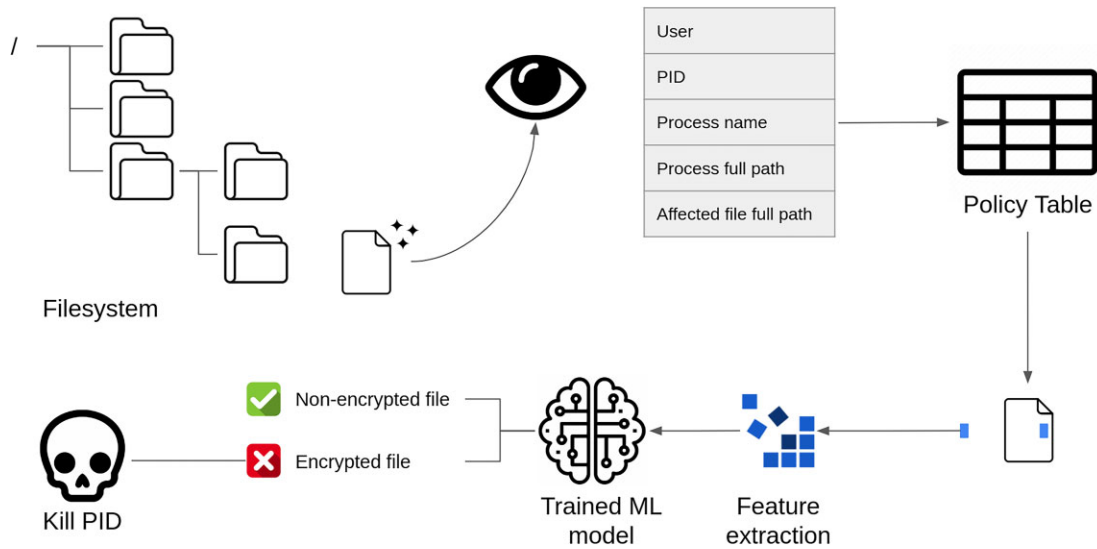 /
User
PID
Process name
Process full path
Affected file full path
Policy Table
Filesystem
Non-encrypted file
Encrypted file
Kill PID
Trained ML
model
Feature
extraction